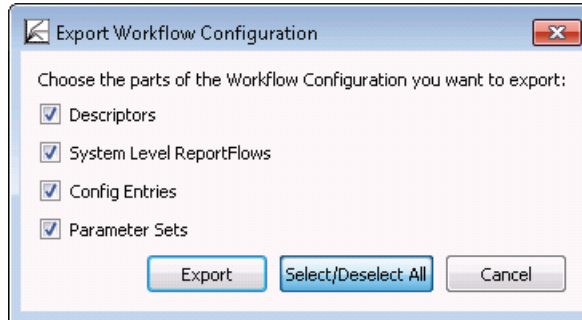 Export Workflow Configuration
Choose the parts of the Workflow Configuration you want to export:
Descriptors
System Level ReportFlows
Config Entries
Parameter Sets
Export Select/Deselect All Cancel